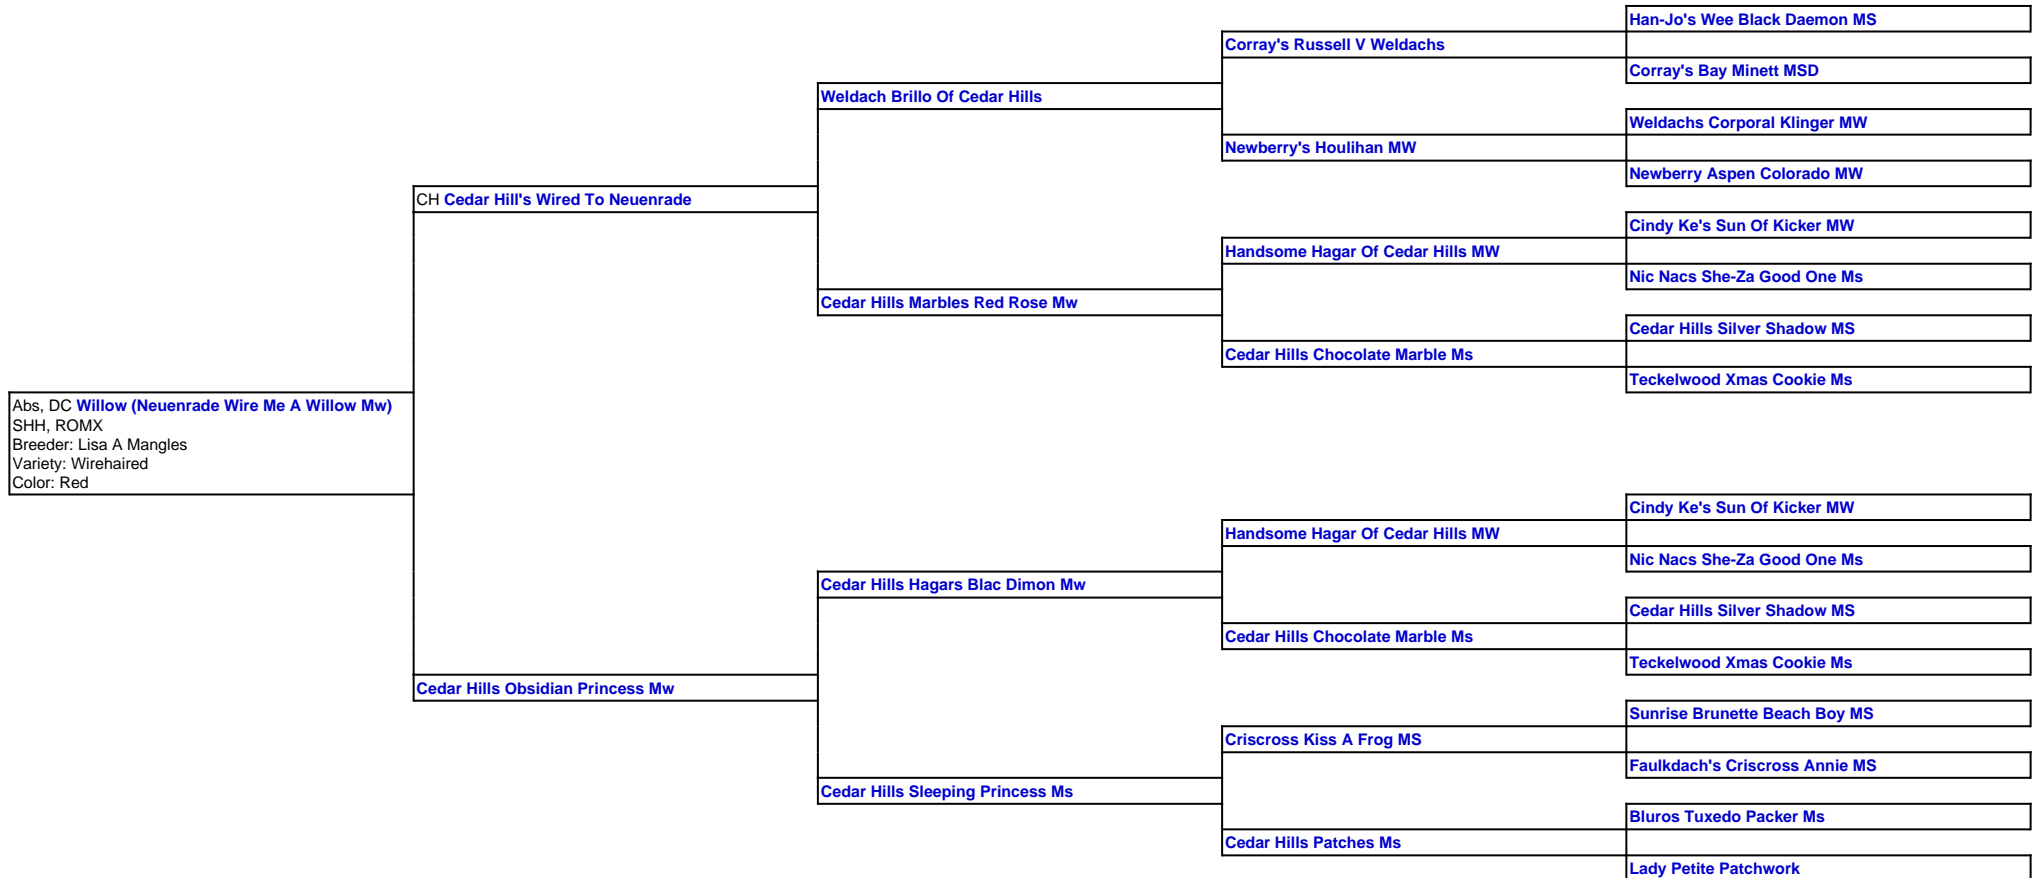 Han-Jo's Wee Black Daemon MS
Corray's Russell V Weldachs
Corray's Bay Minett MSD
Weldach Brillo Of Cedar Hills
Weldachs Corporal Klinger MW
Newberry's Houlihan MW
Newberry Aspen Colorado MW
CH Cedar Hill's Wired To Neuenrade
Cindy Ke's Sun Of Kicker MW
Handsome Hagar Of Cedar Hills MW
Nic Nacs She-Za Good One Ms
Cedar Hills Marbles Red Rose Mw
Cedar Hills Silver Shadow MS
Cedar Hills Chocolate Marble Ms
Teckelwood Xmas Cookie Ms
Abs, DC Willow (Neuenrade Wire Me A Willow Mw)
SHH, ROMX
Breeder: Lisa A Mangles
Variety: Wirehaired
Color: Red
Cindy Ke's Sun Of Kicker MW
Handsome Hagar Of Cedar Hills MW
Nic Nacs She-Za Good One Ms
Cedar Hills Hagars Blac Dimon Mw
Cedar Hills Silver Shadow MS
Cedar Hills Chocolate Marble Ms
Teckelwood Xmas Cookie Ms
Cedar Hills Obsidian Princess Mw
Sunrise Brunette Beach Boy MS
Criscross Kiss A Frog MS
Faulkdach's Criscross Annie MS
Cedar Hills Sleeping Princess Ms
Bluros Tuxedo Packer Ms
Cedar Hills Patches Ms
Lady Petite Patchwork